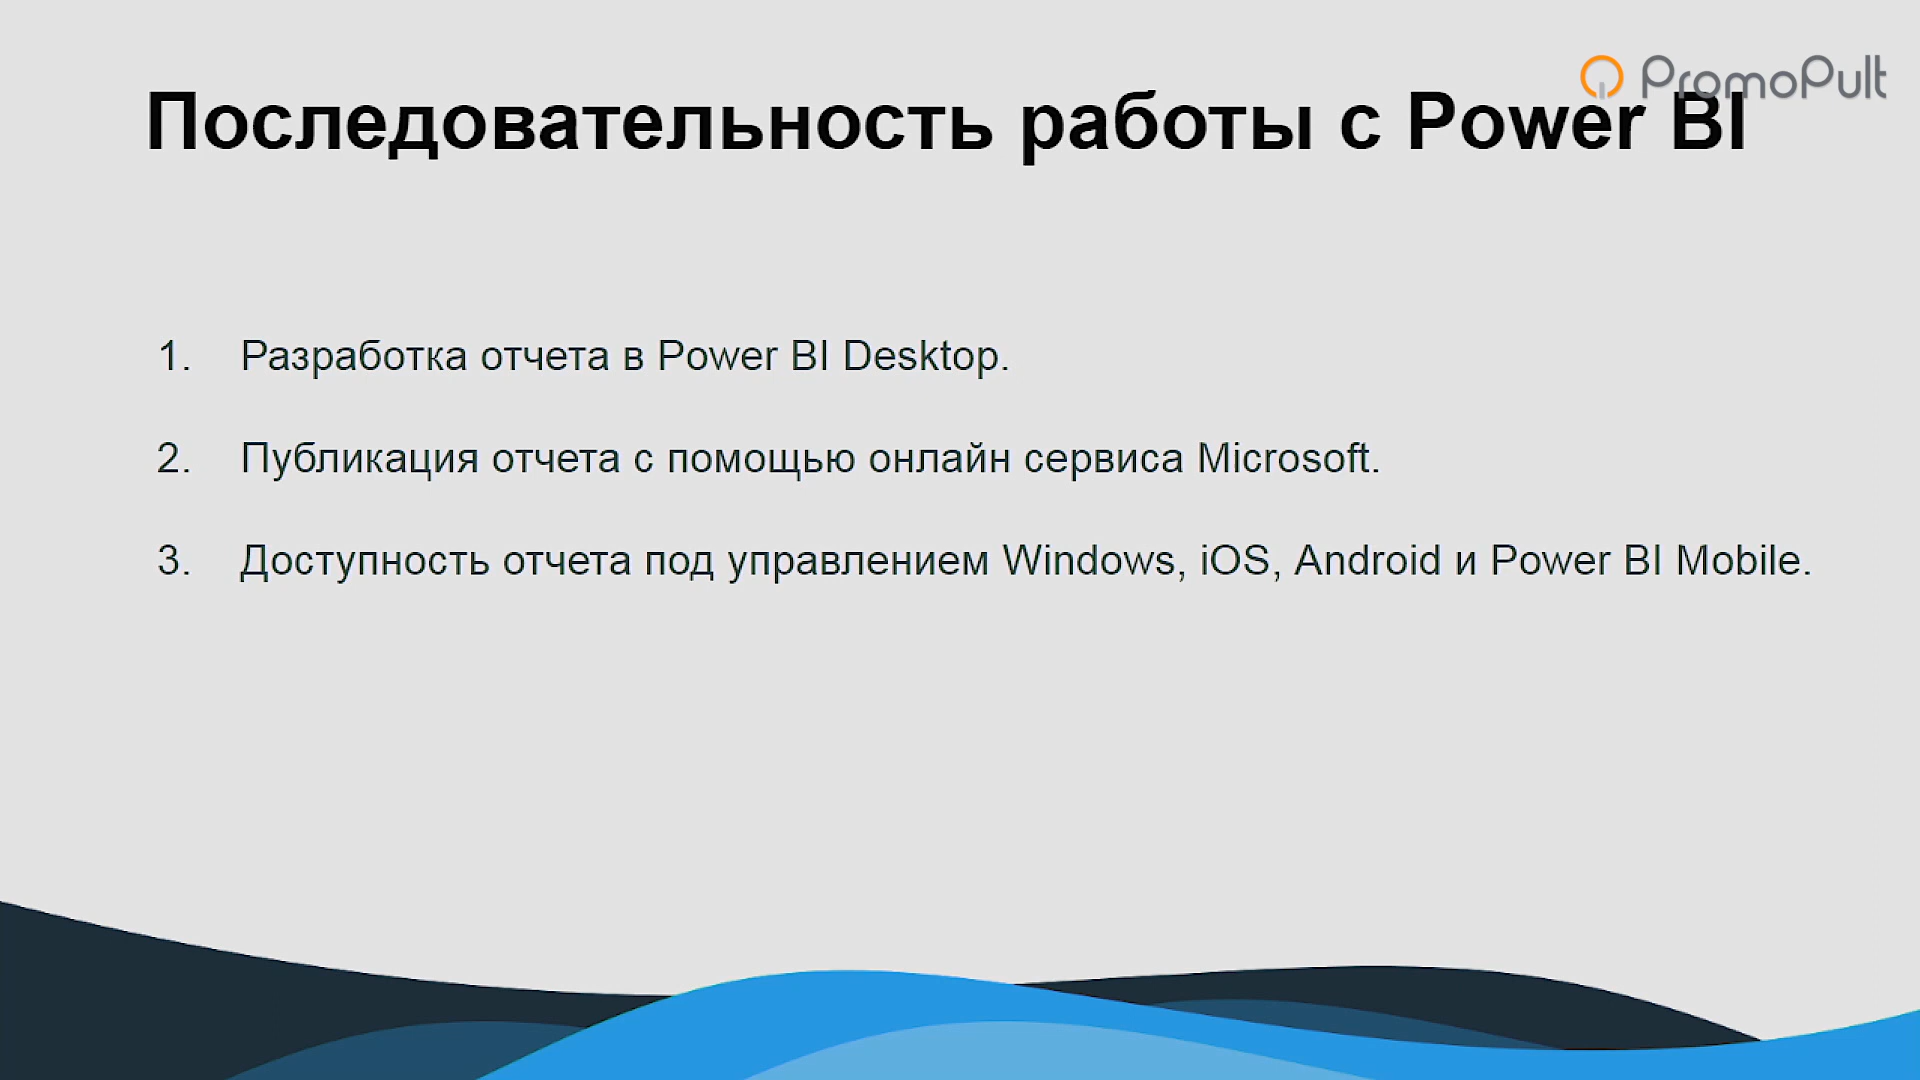 PromoPult
Последовательность работы с Power BI
1. Разработка отчета в Power BI Desktop.
2. Публикация отчета с помощью онлайн сервиса Microsoft.
3. Доступность отчета под управлением Windows, iOS, Android и Power BI Mobile.